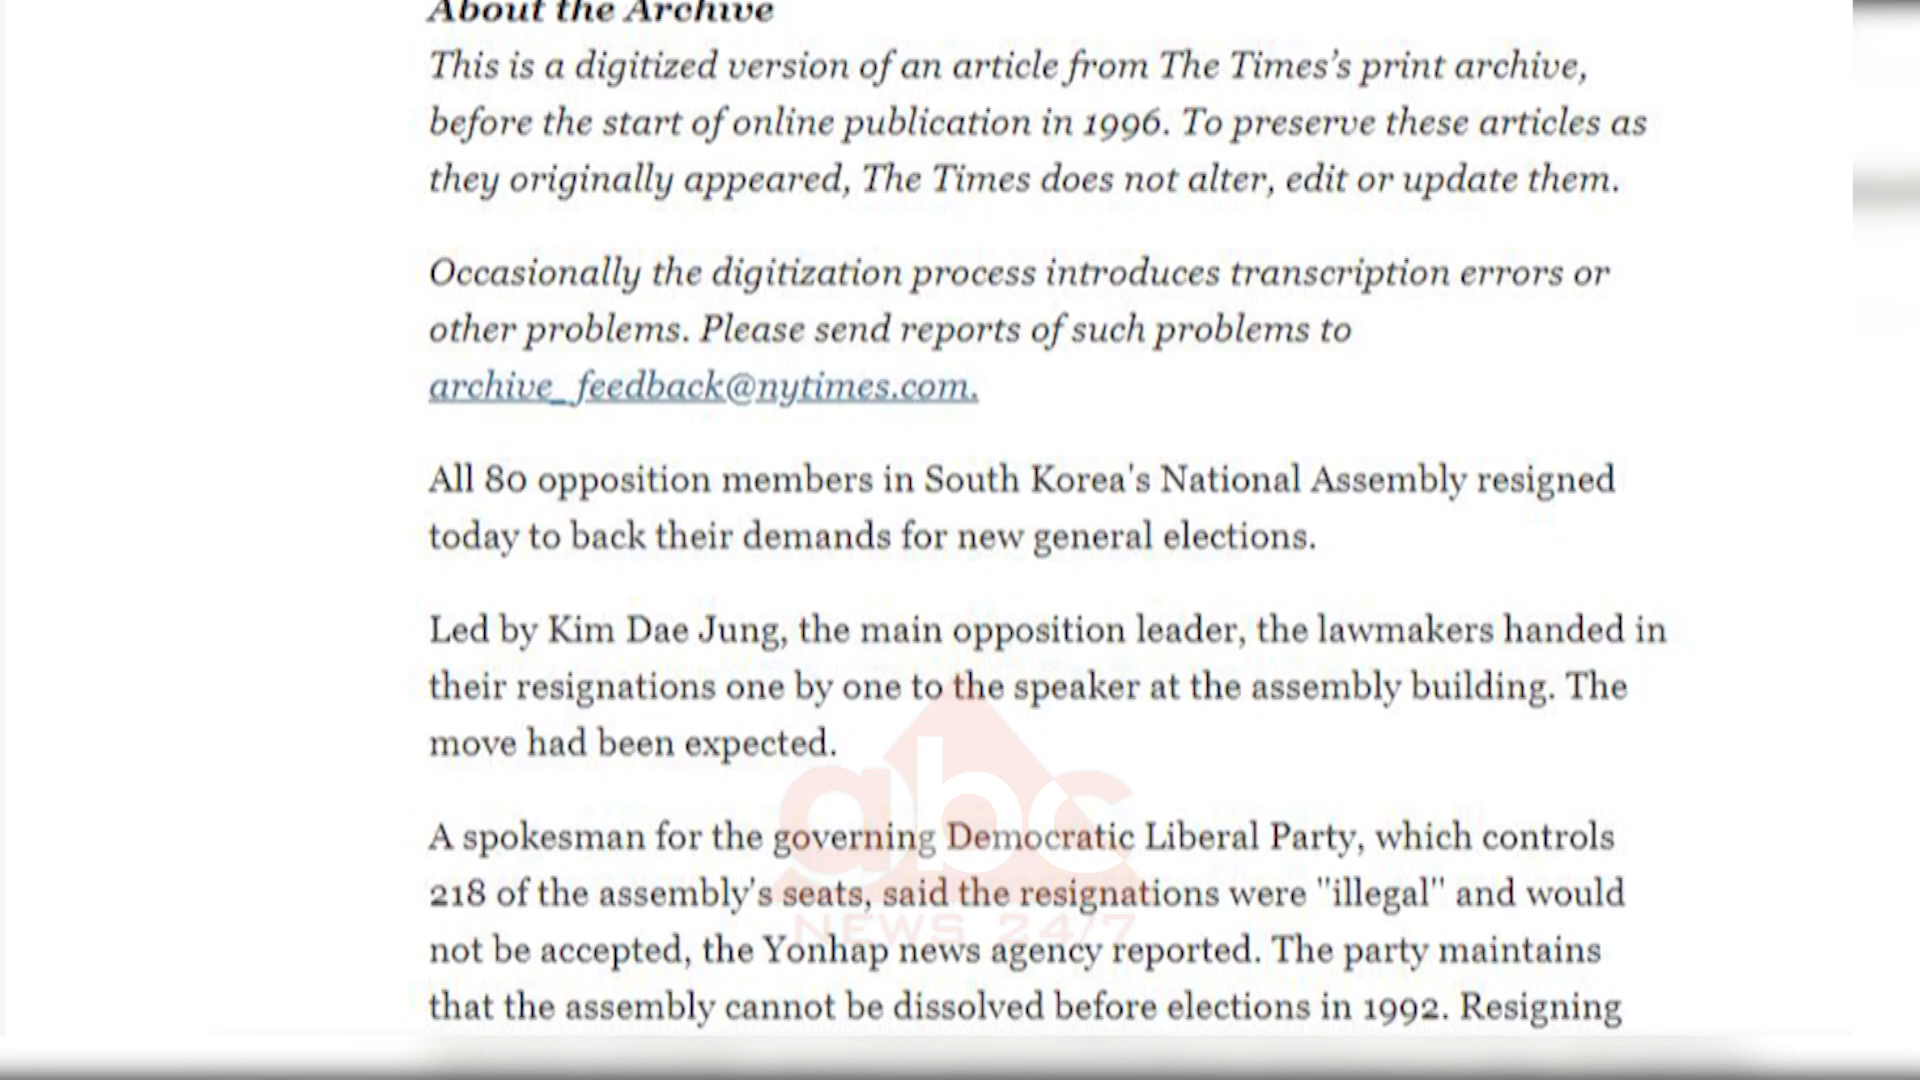 About the Archive
This is a digitized version of an article from The Times’s print archive,
before the start of online publication in 1996. To preserve these articles as
they originally appeared, The Times does not alter, edit or update them.
Occasionally the digitization process introduces transcription errors or
other problems. Please send reports of such problems to
archive_feedback@nytimes.com.
All 80 opposition members in South Korea's National Assembly resigned
today to back their demands for new general elections.
Led by Kim Dae Jung, the main opposition leader, the lawmakers handed in
their resignations one by one to the speaker at the assembly building. The
move had been expected.
A spokesman for the governing Democratic Liberal Party, which controls
218 of the assembly's seats, said the resignations were "illegal" and would
not be accepted, the Yonhap news agency reported. The party maintains
that the assembly cannot be dissolved before elections in 1992. Resigning
abc
NEWS 24/7